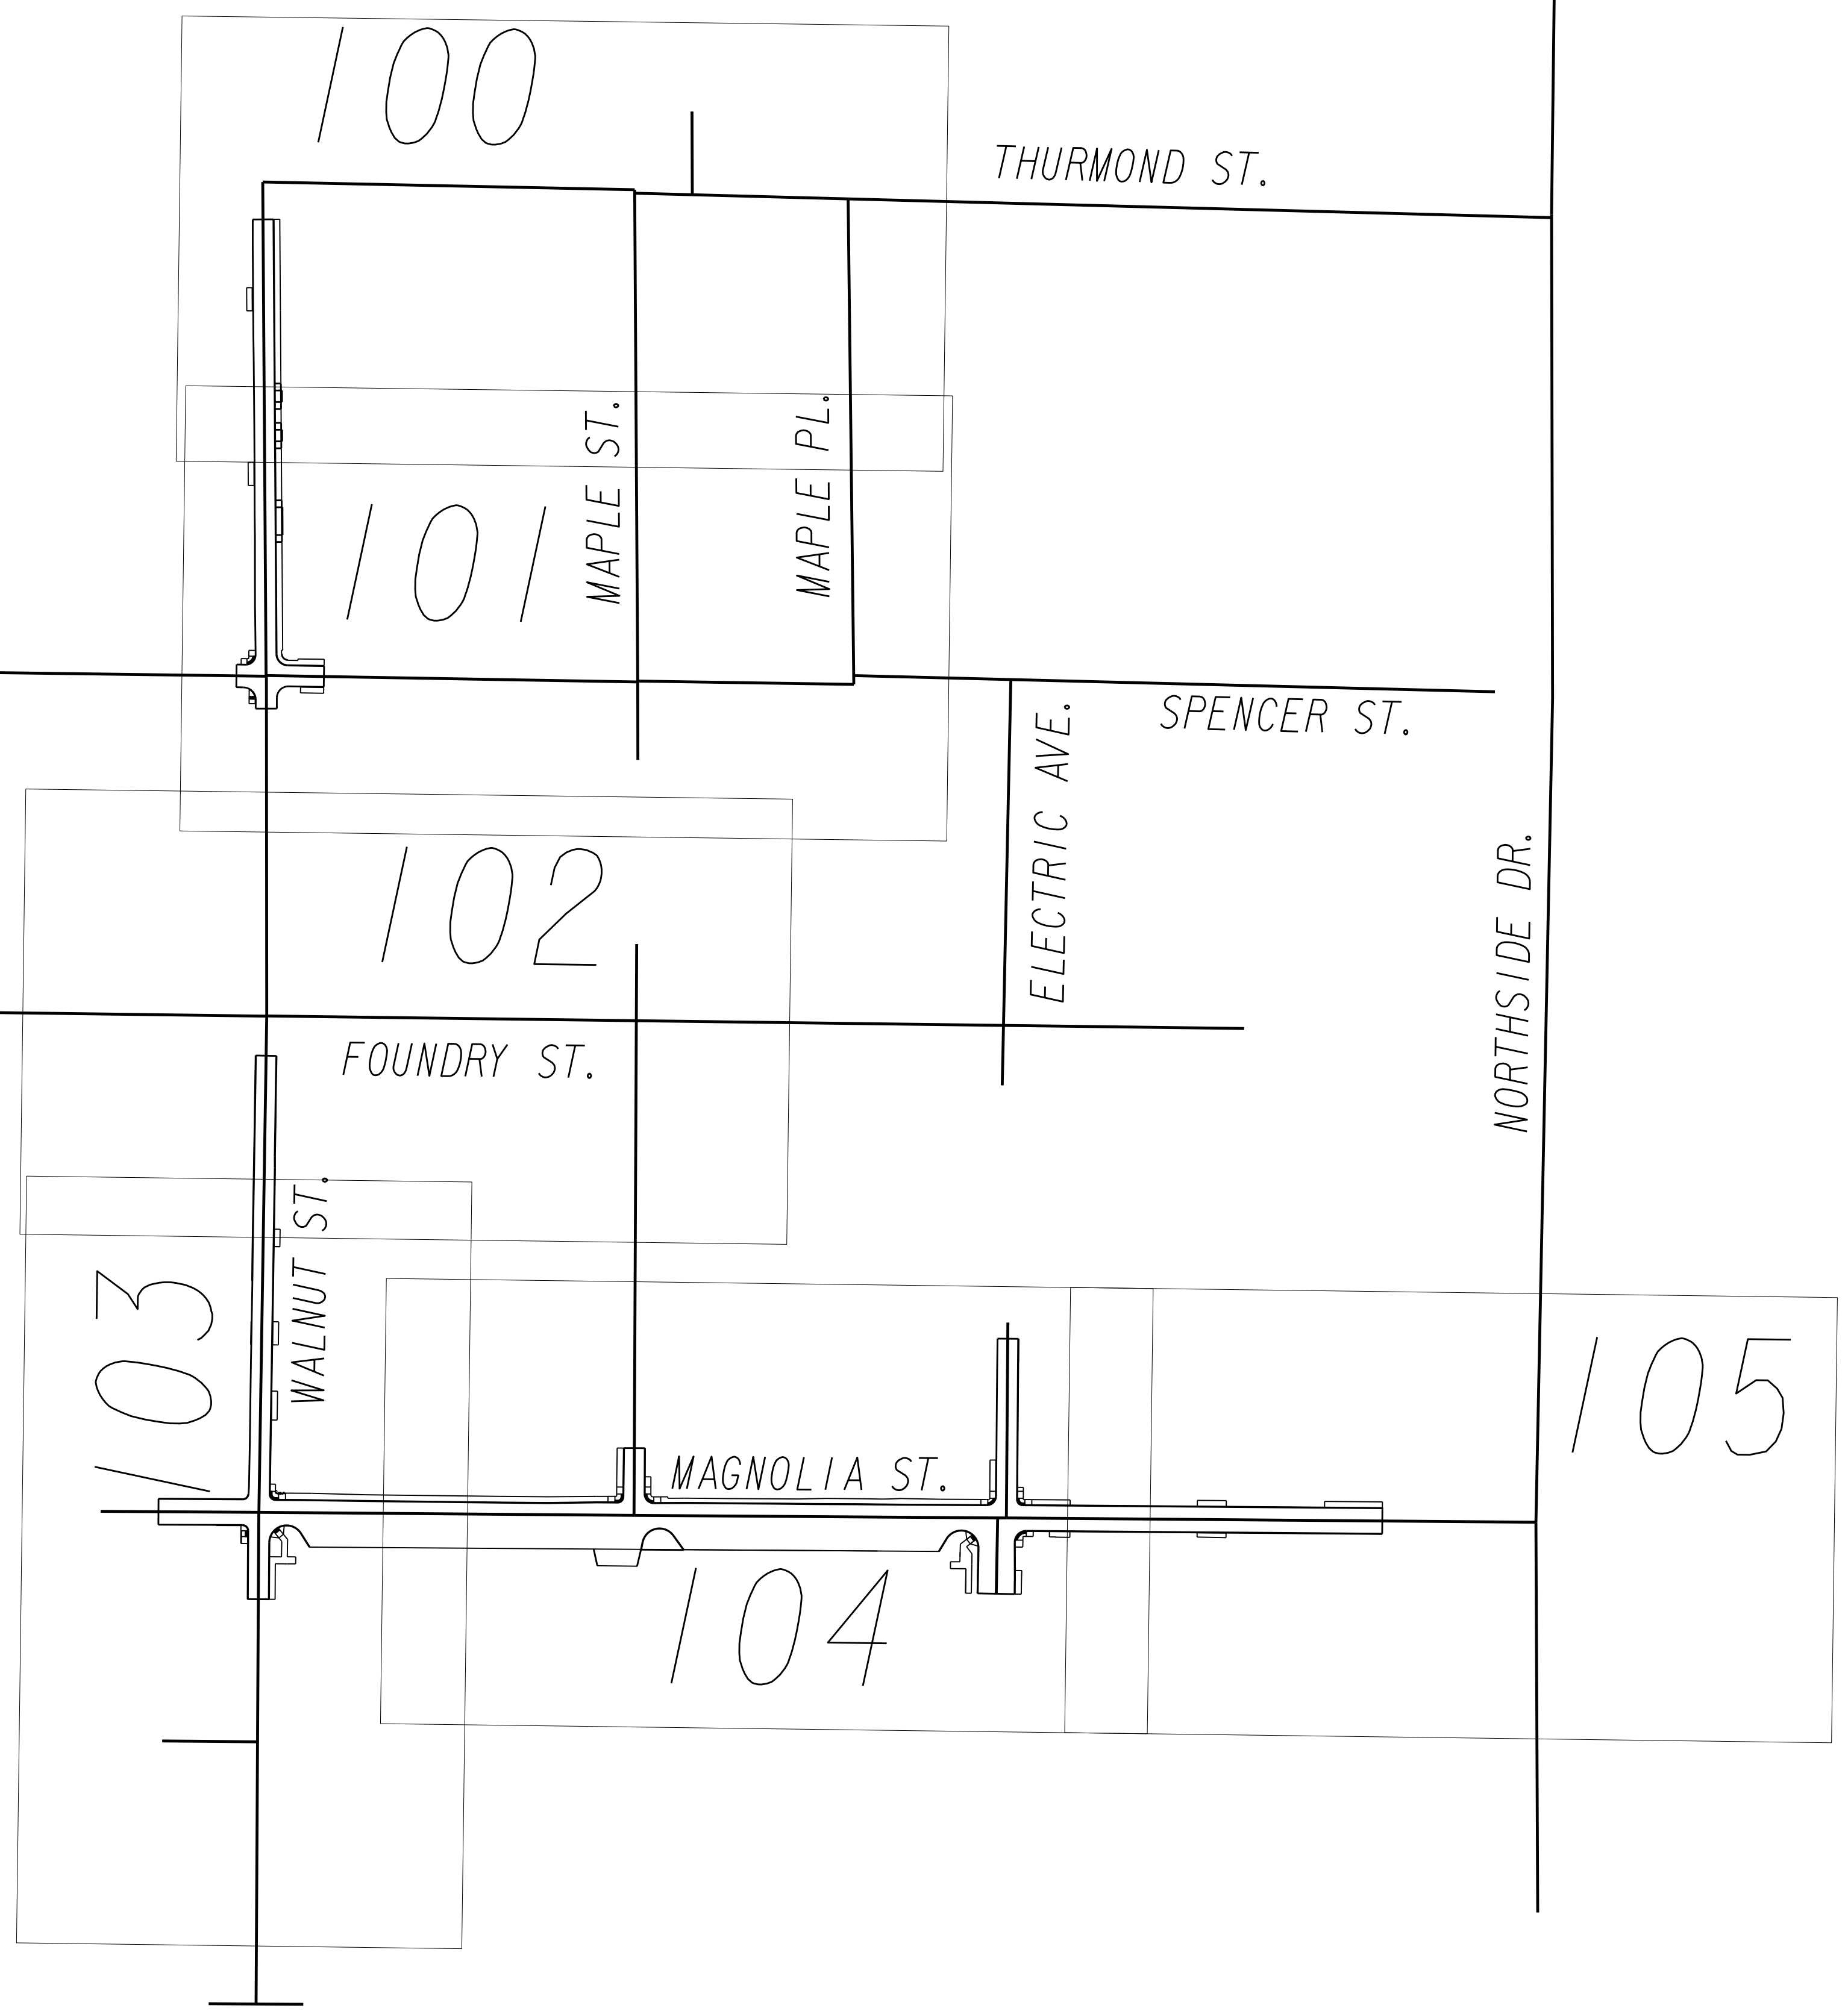 100
THURMOND ST.
MAPLE ST.
MAPLE PL.
101
SPENCER ST.
ELECTRIC AVE.
NORTHSIDE DR.
102
FOUNDRY ST.
WALNUT ST.
103
105
MAGNOLIA ST.
104